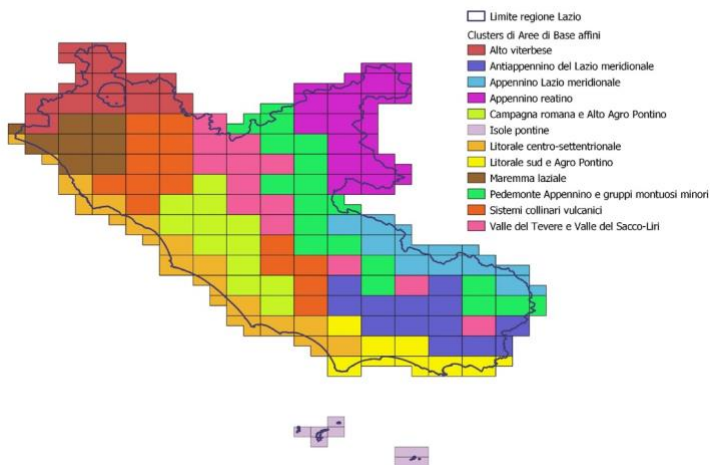 Limite regione Lazio
Clusters di Aree di Base affini
Alto viterbese
Antiappennino del Lazio meridionale
Appennino Lazio meridionale
Appennino reatino
Campagna romana e Alto Agro Pontino
Isole pontine
Litorale centro-settentrionale
Litorale sud e Agro Pontino
Maremma laziale
Pedemonte Appennino e gruppi montuosi minori
Sistemi collinari vulcanici
Valle del Tevere e Valle del Sacco-Liri